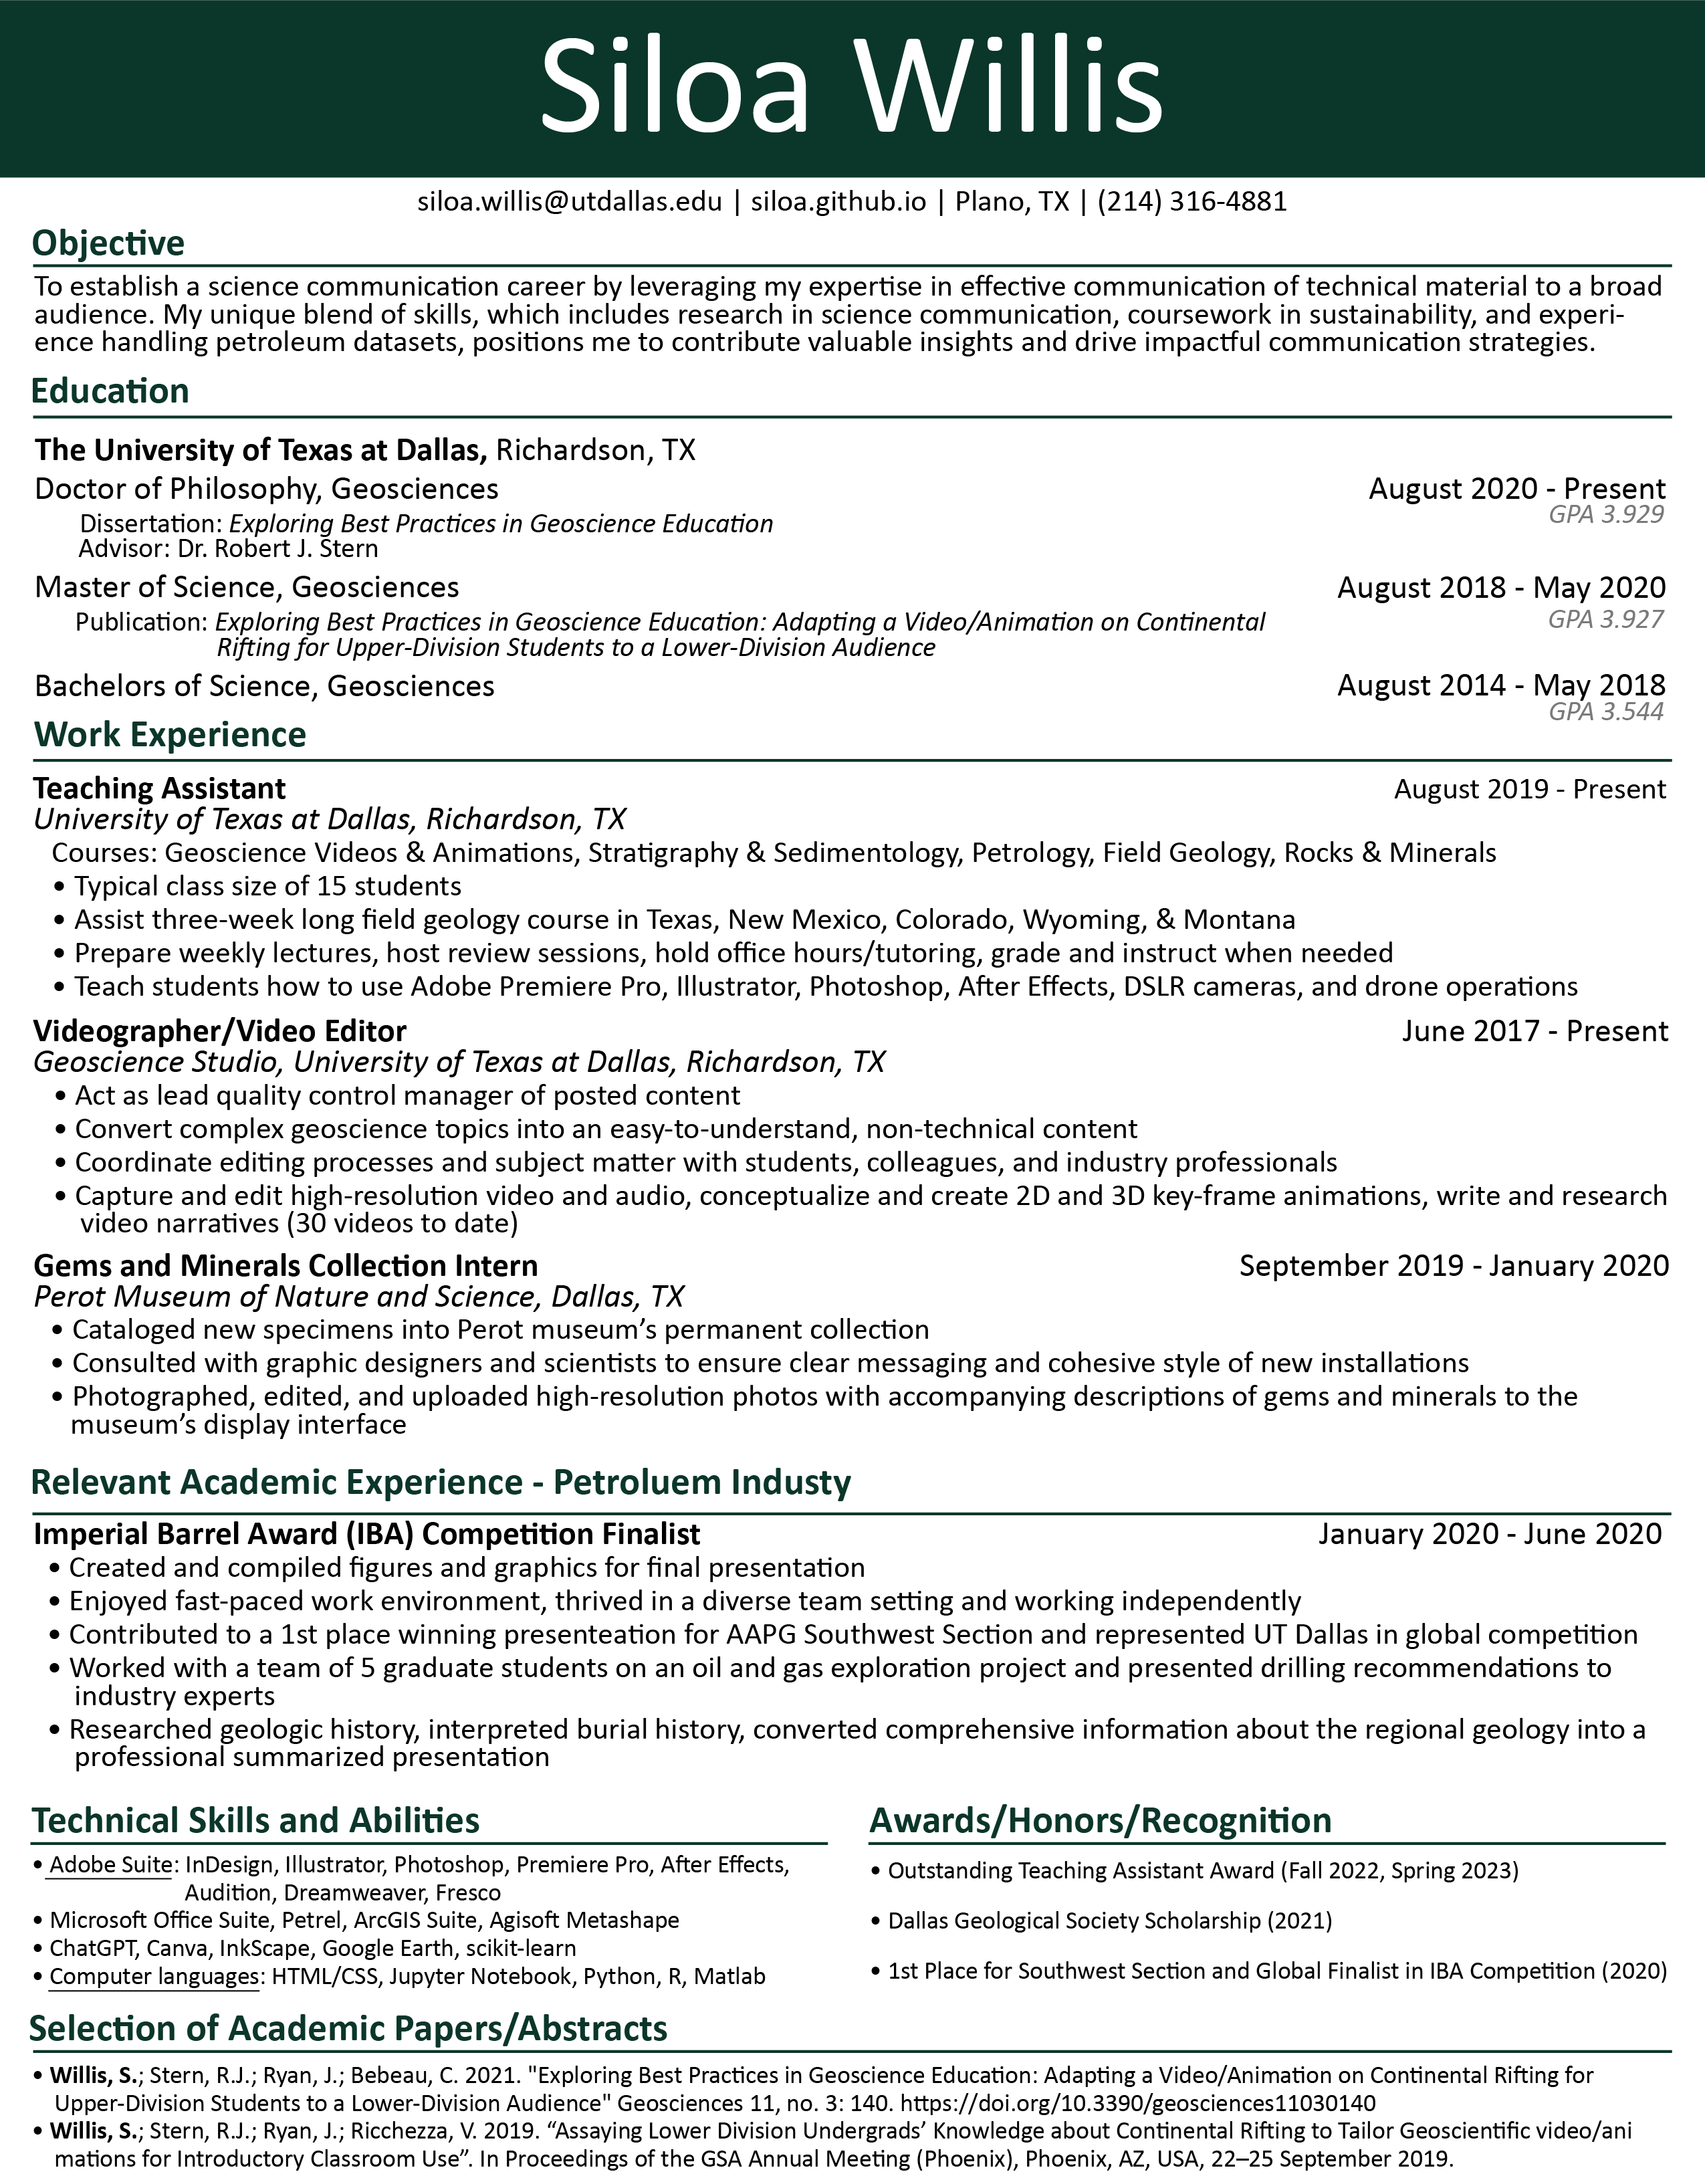 Siloa Willis
siloa.willis@utdallas.edu | siloa.github.io | Plano, TX | (214) 316-4881
Objective
To establish a science communication career by leveraging my expertise in effective communication of technical material to a broad
audience. My unique blend of skills, which includes research in science communication, coursework in sustainability, and experi-
ence handling petroleum datasets, positions me to contribute valuable insights and drive impactful communication strategies.
Education
The University of Texas at Dallas, Richardson, TX
Doctor of Philosophy, Geosciences August 2020 - Present
GPA 3.929
Dissertation: Exploring Best Practices in Geoscience Education
Advisor: Dr. Robert J. Stern
Master of Science, Geosciences August 2018 - May 2020
Publication: Exploring Best Practices in Geoscience Education: Adapting a Video/Animation on Continental GPA 3.927
Rifting for Upper-Division Students to a Lower-Division Audience
Bachelors of Science, Geosciences August 2014 - May 2018
GPA 3.544
Work Experience
Teaching Assistant August 2019 - Present
University of Texas at Dallas, Richardson, TX
Courses: Geoscience Videos & Animations, Stratigraphy & Sedimentology, Petrology, Field Geology, Rocks & Minerals
• Typical class size of 15 students
• Assist three-week long field geology course in Texas, New Mexico, Colorado, Wyoming, & Montana
• Prepare weekly lectures, host review sessions, hold office hours/tutoring, grade and instruct when needed
• Teach students how to use Adobe Premiere Pro, Illustrator, Photoshop, After Effects, DSLR cameras, and drone operations
Videographer/Video Editor June 2017 - Present
Geoscience Studio, University of Texas at Dallas, Richardson, TX
• Act as lead quality control manager of posted content
• Convert complex geoscience topics into an easy-to-understand, non-technical content
• Coordinate editing processes and subject matter with students, colleagues, and industry professionals
• Capture and edit high-resolution video and audio, conceptualize and create 2D and 3D key-frame animations, write and research
video narratives (30 videos to date)
Gems and Minerals Collection Intern September 2019 - January 2020
Perot Museum of Nature and Science, Dallas, TX
• Cataloged new specimens into Perot museum’s permanent collection
• Consulted with graphic designers and scientists to ensure clear messaging and cohesive style of new installations
• Photographed, edited, and uploaded high-resolution photos with accompanying descriptions of gems and minerals to the
museum’s display interface
Relevant Academic Experience - Petroluem Industy
Imperial Barrel Award (IBA) Competition Finalist January 2020 - June 2020
• Created and compiled figures and graphics for final presentation
• Enjoyed fast-paced work environment, thrived in a diverse team setting and working independently
• Contributed to a 1st place winning presenteation for AAPG Southwest Section and represented UT Dallas in global competition
• Worked with a team of 5 graduate students on an oil and gas exploration project and presented drilling recommendations to
industry experts
• Researched geologic history, interpreted burial history, converted comprehensive information about the regional geology into a
professional summarized presentation
Technical Skills and Abilities
• Adobe Suite: InDesign, Illustrator, Photoshop, Premiere Pro, After Effects,
Audition, Dreamweaver, Fresco
• Microsoft Office Suite, Petrel, ArcGIS Suite, Agisoft Metashape
• ChatGPT, Canva, InkScape, Google Earth, scikit-learn
• Computer languages: HTML/CSS, Jupyter Notebook, Python, R, Matlab
Awards/Honors/Recognition
• Outstanding Teaching Assistant Award (Fall 2022, Spring 2023)
• Dallas Geological Society Scholarship (2021)
• 1st Place for Southwest Section and Global Finalist in IBA Competition (2020)
Selection of Academic Papers/Abstracts
• Willis, S.; Stern, R.J.; Ryan, J.; Bebeau, C. 2021. "Exploring Best Practices in Geoscience Education: Adapting a Video/Animation on Continental Rifting for
Upper-Division Students to a Lower-Division Audience" Geosciences 11, no. 3: 140. https://doi.org/10.3390/geosciences11030140
• Willis, S.; Stern, R.J.; Ryan, J.; Ricchezza, V. 2019. “Assaying Lower Division Undergrads’ Knowledge about Continental Rifting to Tailor Geoscientific video/ani
mations for Introductory Classroom Use”. In Proceedings of the GSA Annual Meeting (Phoenix), Phoenix, AZ, USA, 22–25 September 2019.